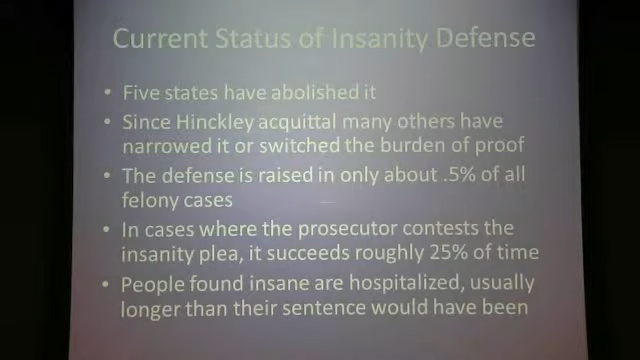 Current Status of Insanity Defense
• Five states have abolished it
• Since Hinckley acquittal many others have
narrowed it or switched the burden of proof
• The defense is raised in only about .5% of all
felony cases
• In cases where the prosecutor contests the
insanity plea, it succeeds roughly 25% of time
• People found insane are hospitalized, usually
longer than their sentence would have been